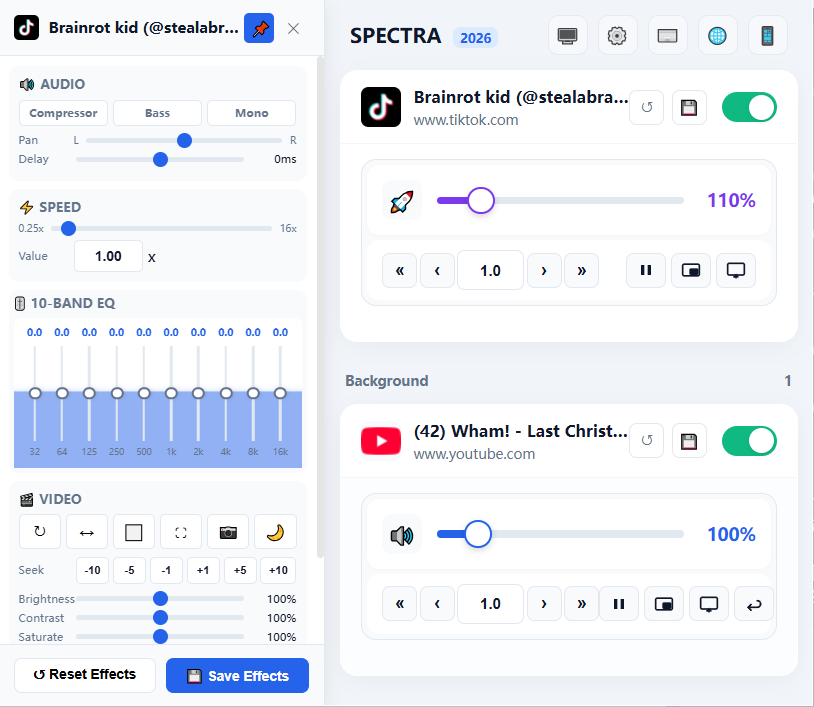 Brainrot kid (@stealabr...
AUDIO
Compressor Bass Mono
Pan L R
Delay 0ms
SPEED
0.25x 16x
Value 1.00 x
10-BAND EQ
0.0 0.0 0.0 0.0 0.0 0.0 0.0 0.0 0.0 0.0
32 64 125 250 500 1k 2k 4k 8k 16k
VIDEO
Seek -10 -5 -1 +1 +5 +10
Brightness 100%
Contrast 100%
Saturate 100%
↺ Reset Effects
Save Effects
SPECTRA 2026
Brainrot kid (@stealabra...
www.tiktok.com
110%
« ‹ 1.0 › »
Background 1
(42) Wham! - Last Christ...
www.youtube.com
100%
« ‹ 1.0 › »